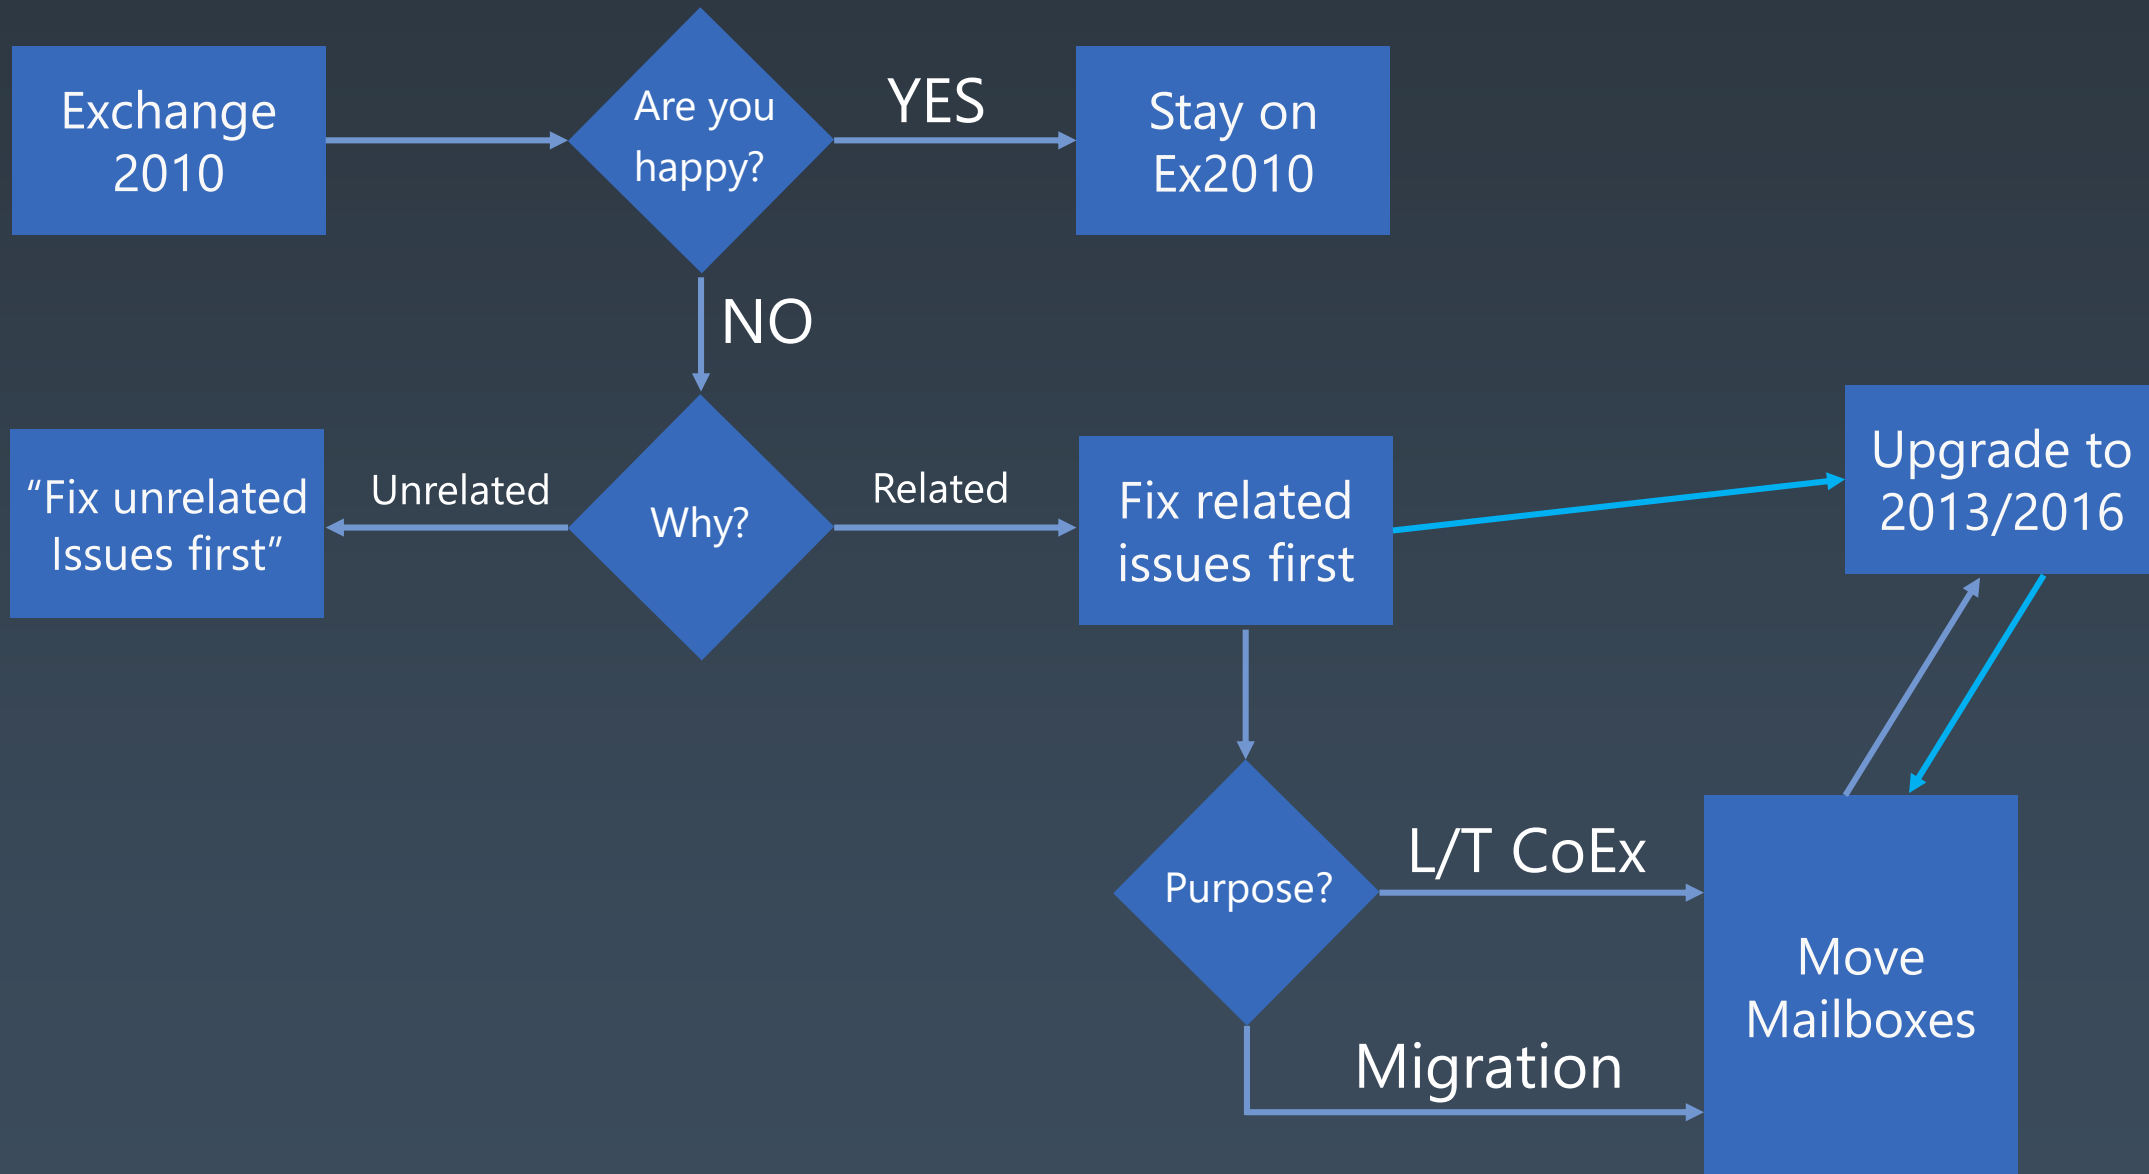 Exchange
2010
Are you
happy?
YES
Stay on
Ex2010
NO
“Fix unrelated
Issues first”
Unrelated
Why?
Related
Fix related
issues first
Upgrade to
2013/2016
Purpose?
L/T CoEx
Migration
Move
Mailboxes